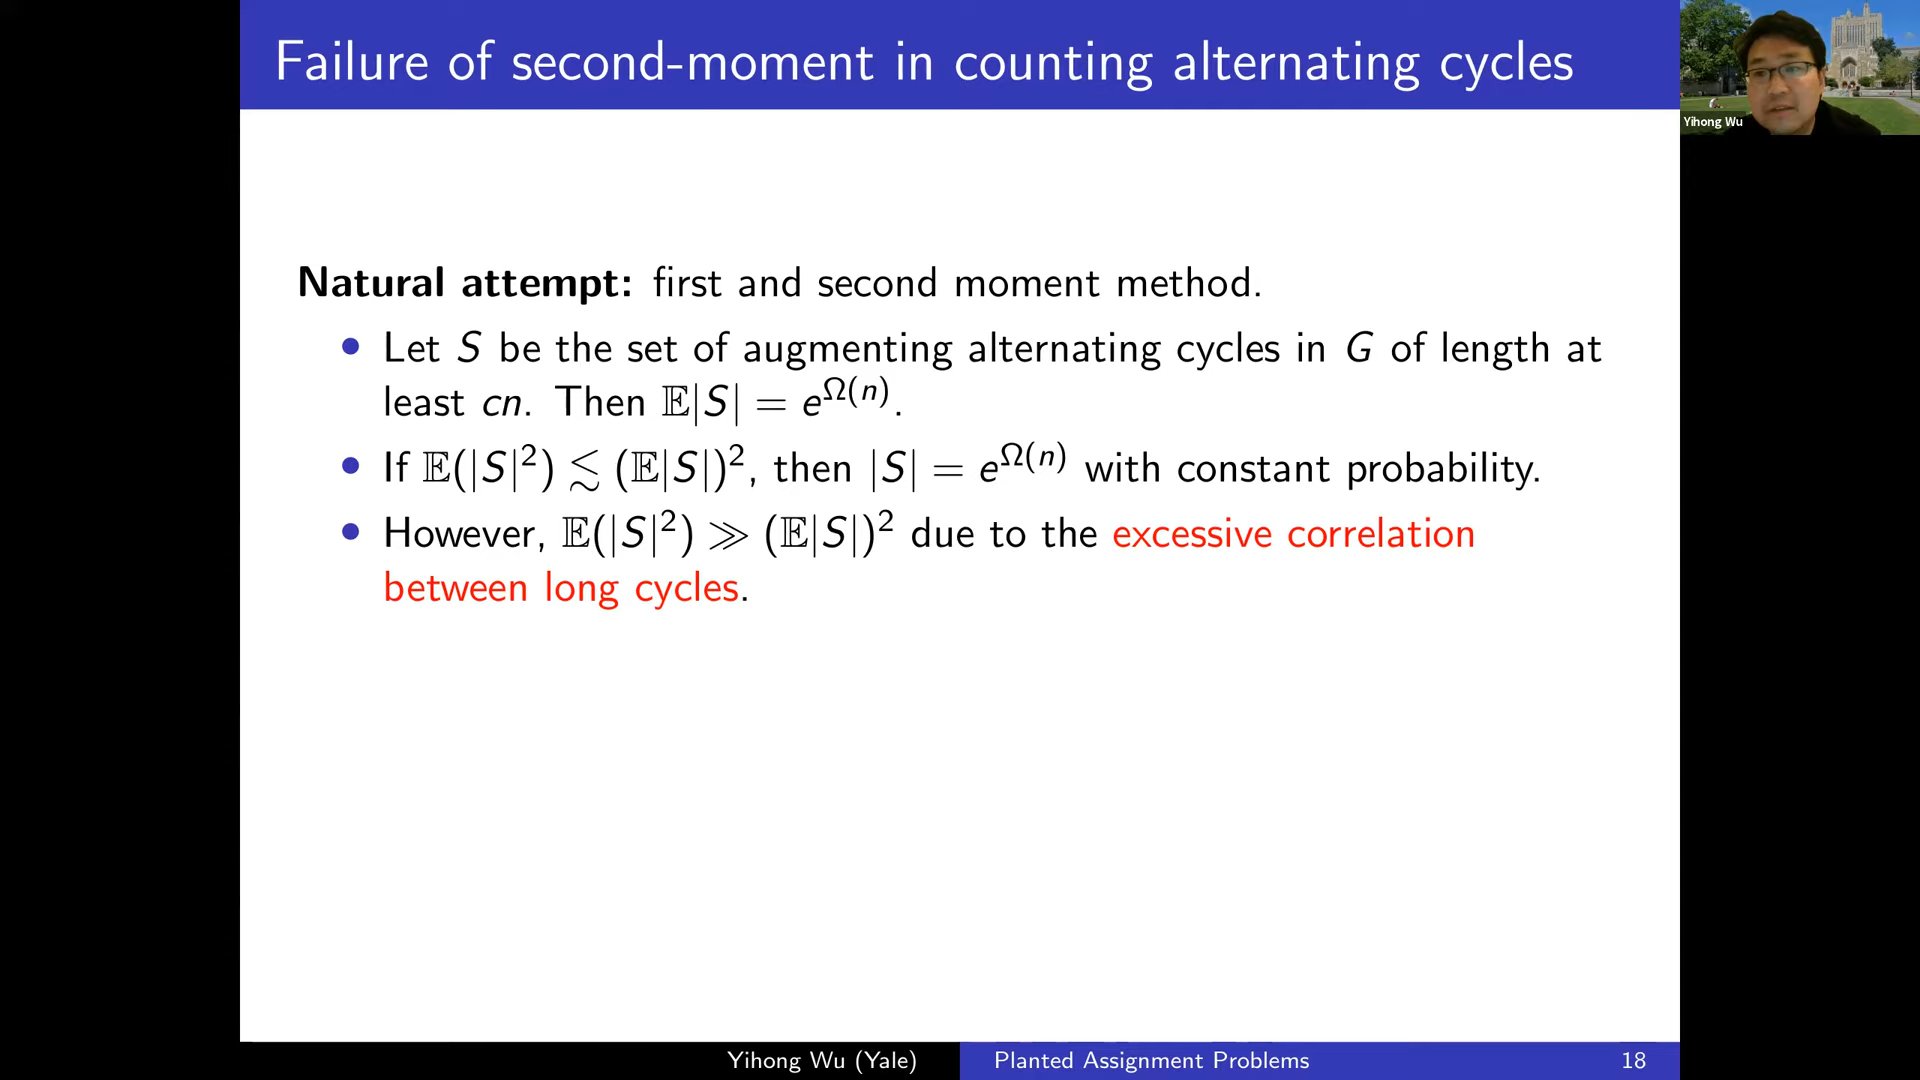 Failure of second-moment in counting alternating cycles
Yihong Wu
Natural attempt: first and second moment method.
• Let S be the set of augmenting alternating cycles in G of length at
least cn. Then 𝔼|S| = e^{Ω(n)}.
• If 𝔼(|S|²) ≲ (𝔼|S|)², then |S| = e^{Ω(n)} with constant probability.
• However, 𝔼(|S|²) ≫ (𝔼|S|)² due to the excessive correlation
between long cycles.
Yihong Wu (Yale)
Planted Assignment Problems
18